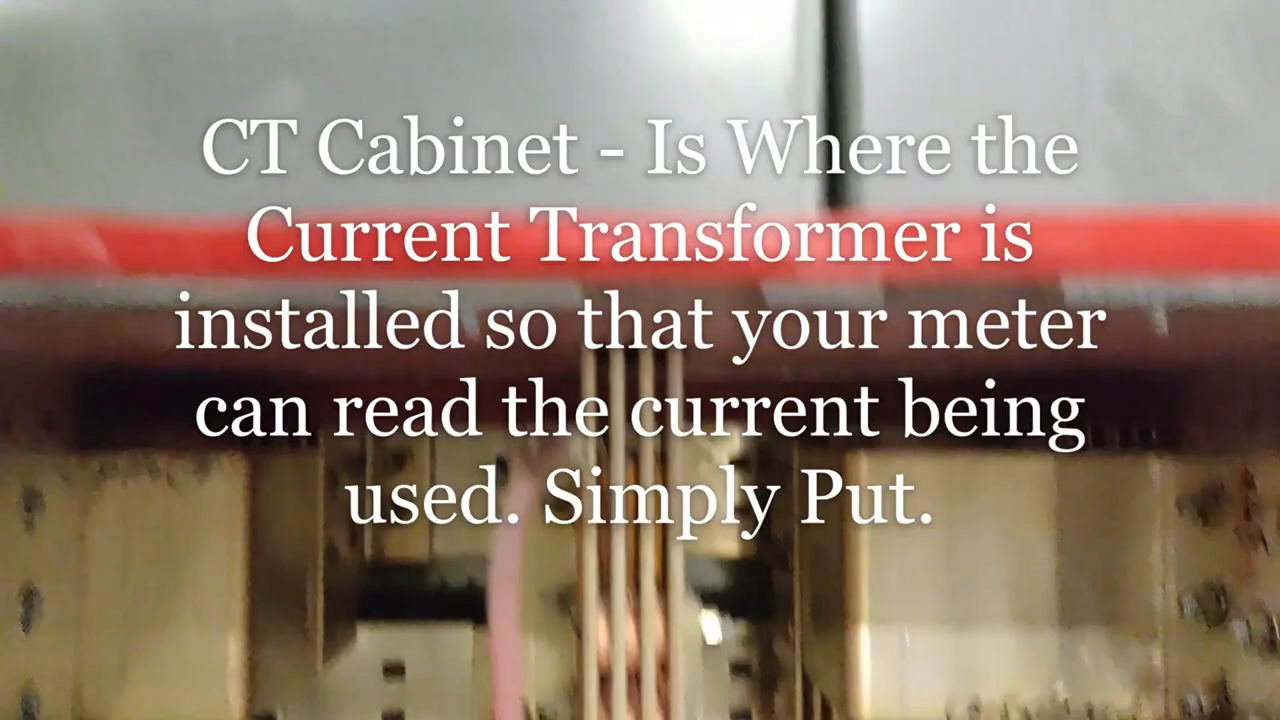 CT Cabinet - Is Where the
Current Transformer is
installed so that your meter
can read the current being
used. Simply Put.